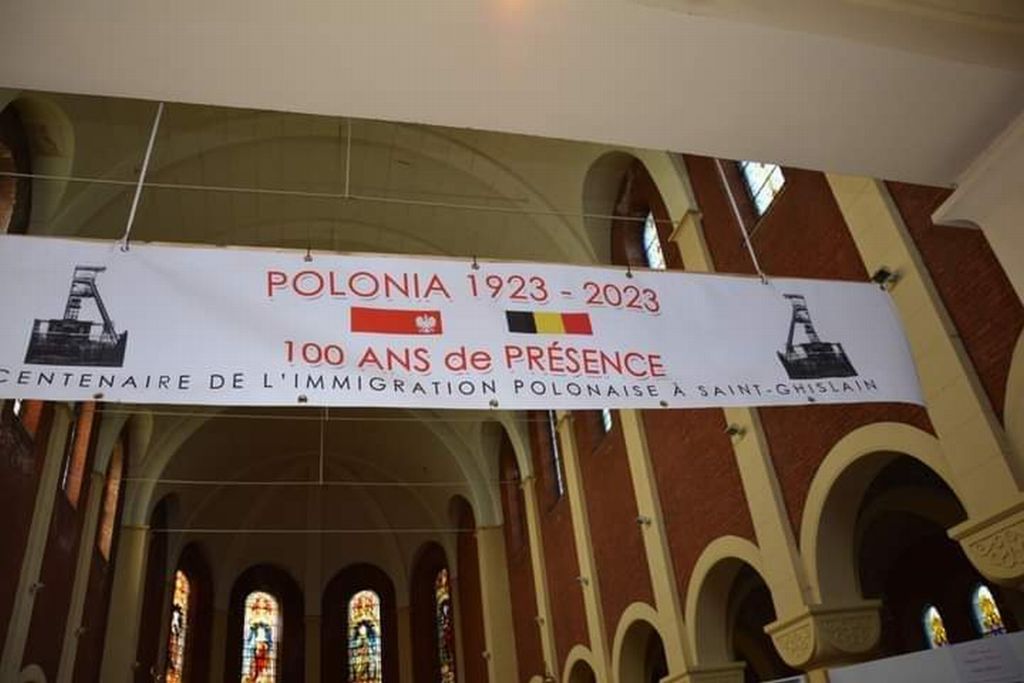 POLONIA 1923 - 2023
100 ANS de PRÉSENCE
CENTENAIRE DE L'IMMIGRATION POLONAISE À SAINT-GHISLAIN